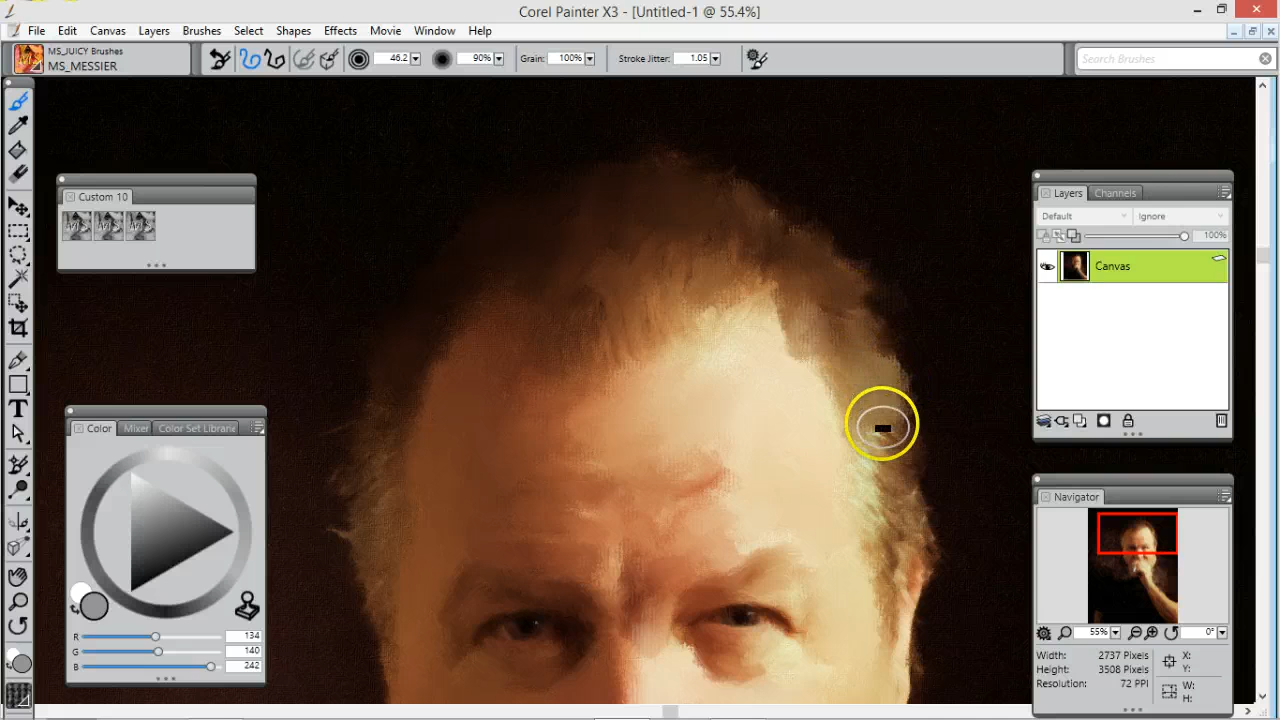 Corel Painter X3 - [Untitled-1 @ 55.4%]
File Edit Canvas Layers Brushes Select Shapes Effects Movie Window Help
MS_JUICY Brushes
MS_MESSIER
46.2 90% Grain: 100% Stroke Jitter: 1.05
Search Brushes
Custom 10
Layers Channels
Default Ignore
100%
Canvas
Color Mixer Color Set Librarie
R 134
G 140
B 242
Navigator
55% 0°
Width: 2737 Pixels X:
Height: 3508 Pixels Y:
Resolution: 72 PPI W:
H: